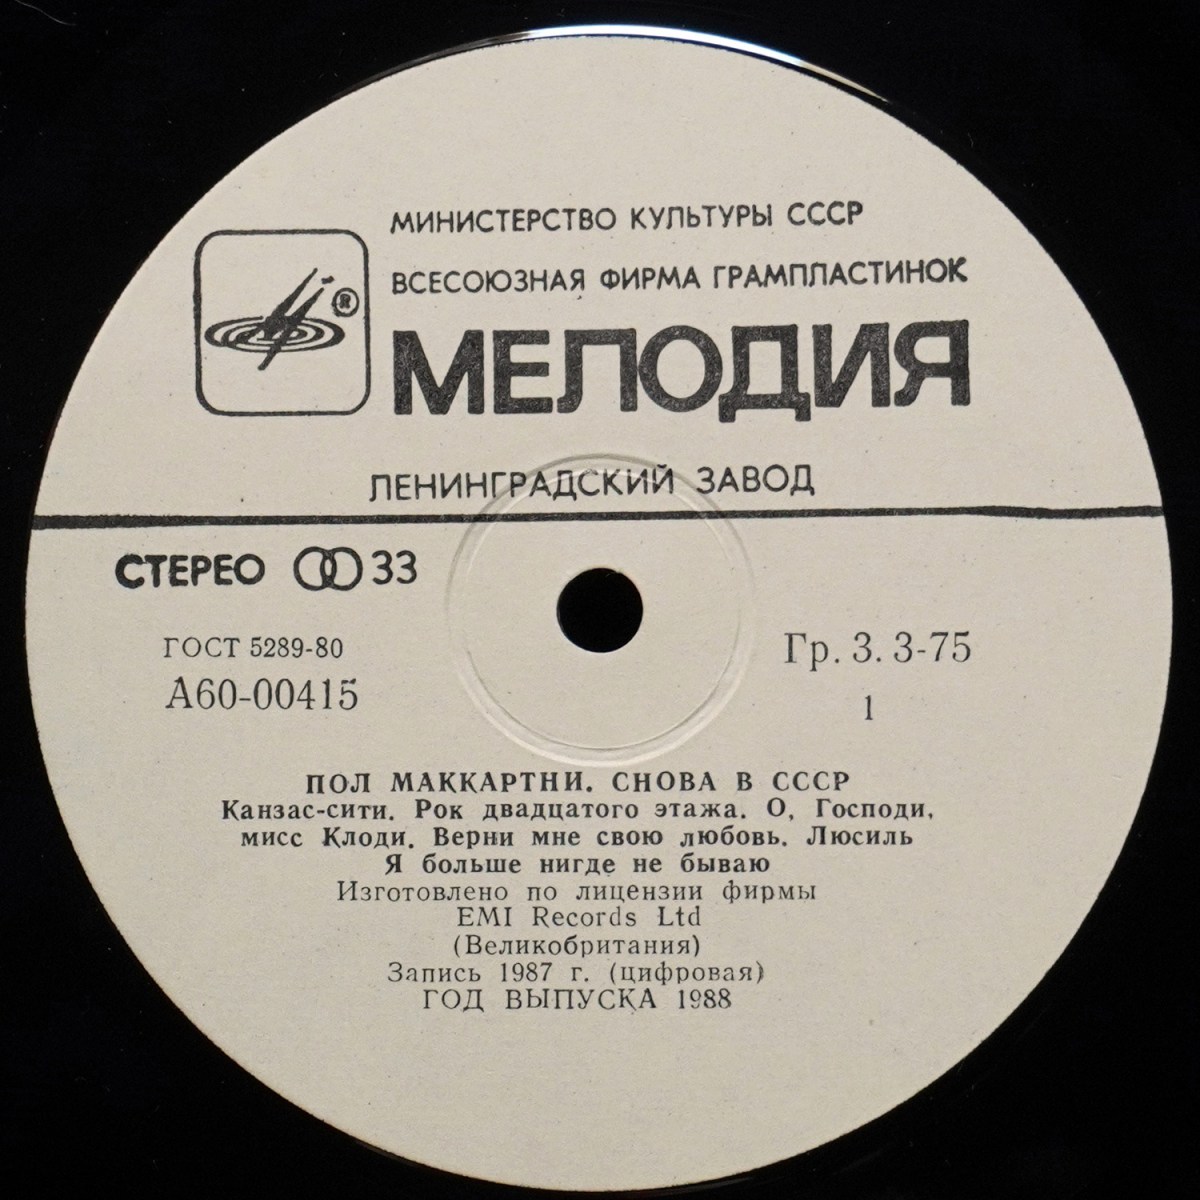 МИНИСТЕРСТВО КУЛЬТУРЫ СССР
ВСЕСОЮЗНАЯ ФИРМА ГРАМПЛАСТИНОК
®
МЕЛОДИЯ
ЛЕНИНГРАДСКИЙ ЗАВОД
СТЕРЕО 33
ГОСТ 5289-80
А60-00415
Гр. 3. 3-75
1
ПОЛ МАККАРТНИ. СНОВА В СССР
Канзас-сити. Рок двадцатого этажа. О, Господи,
мисс Клоди. Верни мне свою любовь. Люсиль
Я больше нигде не бываю
Изготовлено по лицензии фирмы
EMI Records Ltd
(Великобритания)
Запись 1987 г. (цифровая)
ГОД ВЫПУСКА 1988